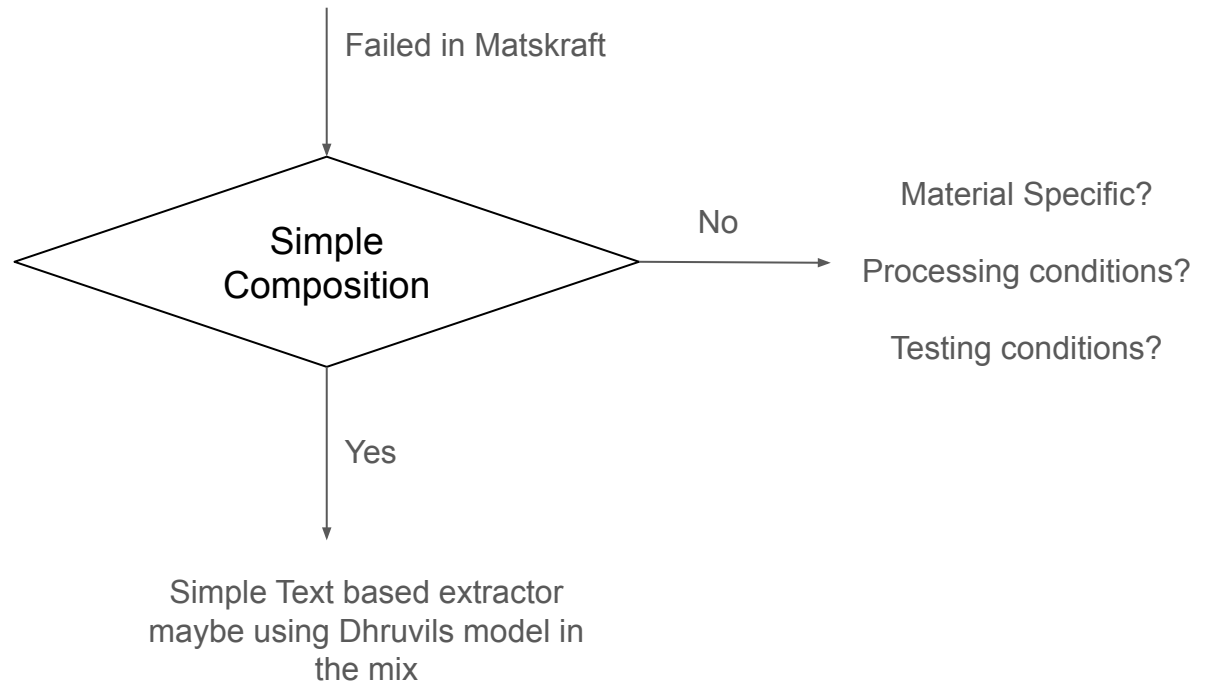 Failed in Matskraft
Simple
Composition
No
Material Specific?
Processing conditions?
Testing conditions?
Yes
Simple Text based extractor
maybe using Dhruvils model in
the mix